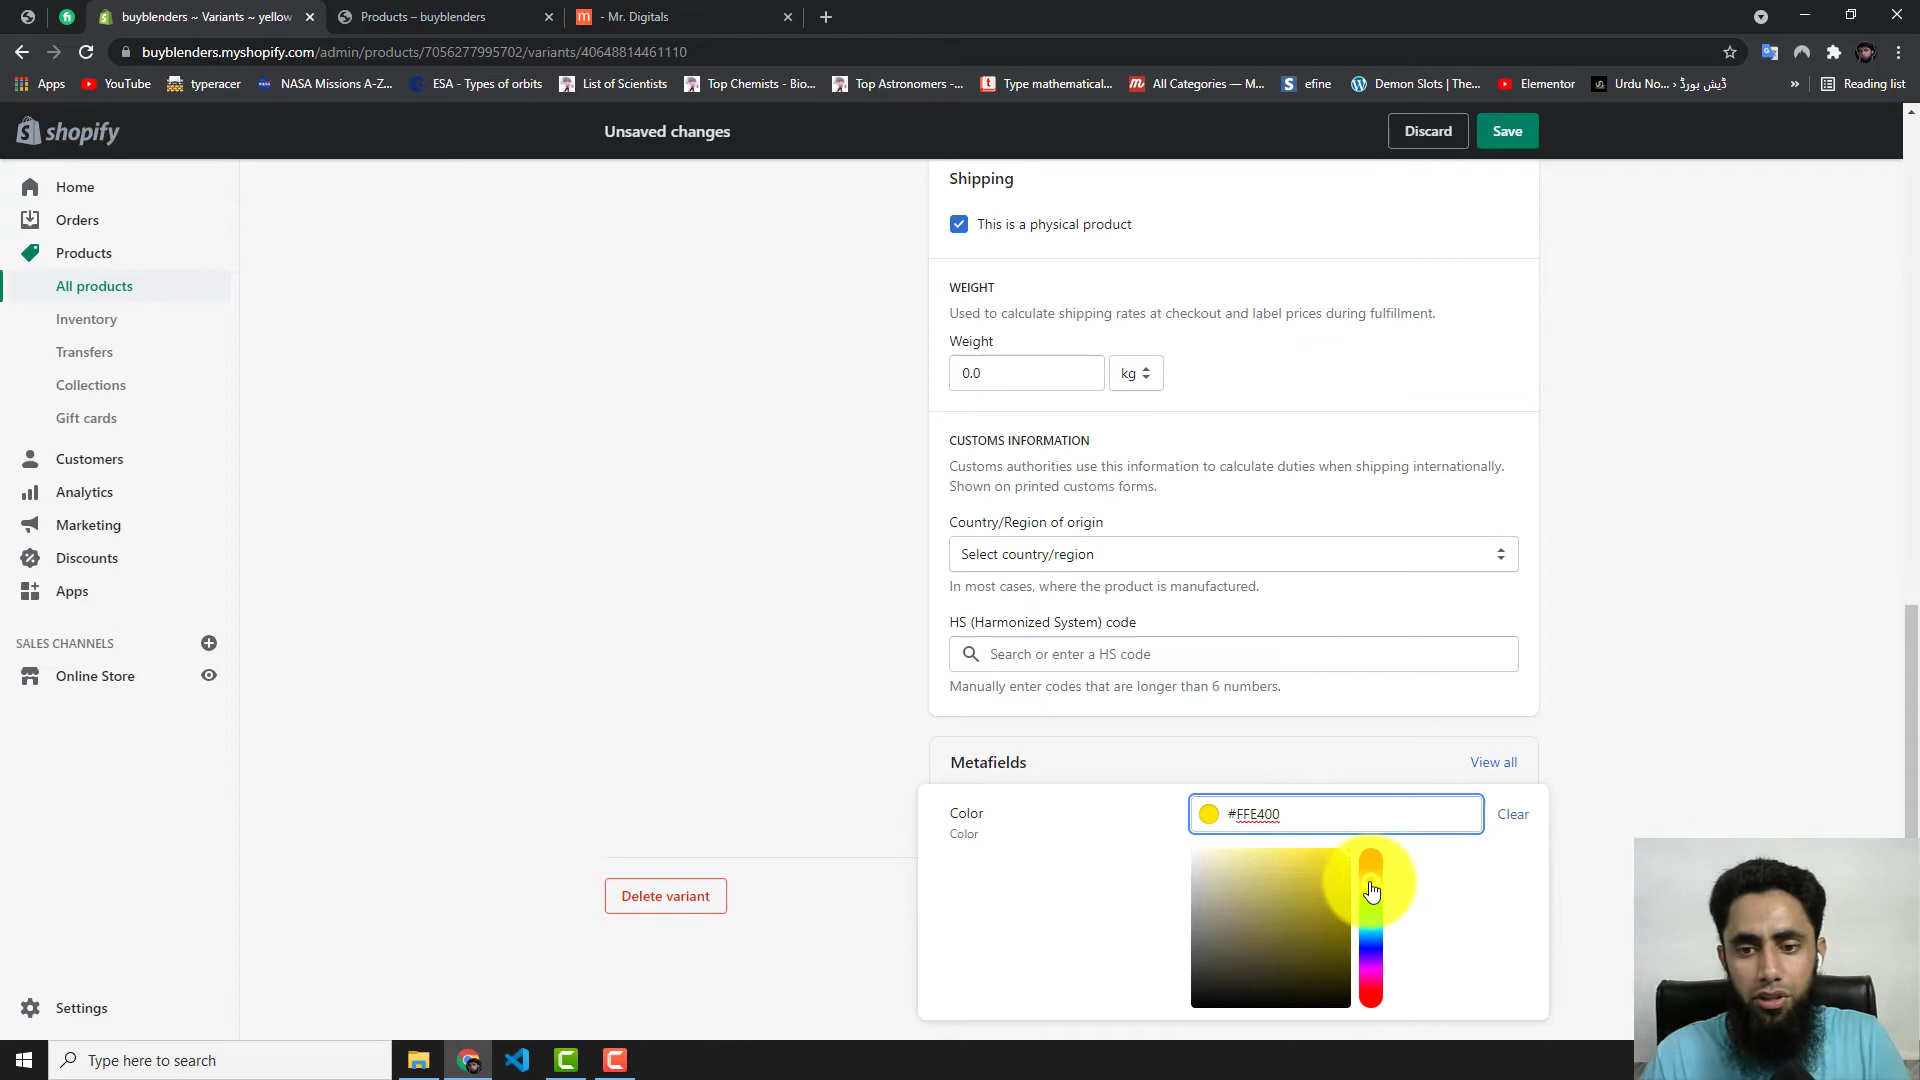 buyblenders ~ Variants ~ yellow
Products – buyblenders
- Mr. Digitals
buyblenders.myshopify.com/admin/products/7056277995702/variants/40648814461110
Apps
YouTube
typeracer
NASA Missions A-Z...
ESA - Types of orbits
List of Scientists
Top Chemists - Bio...
Top Astronomers -...
Type mathematical...
All Categories — M...
efine
Demon Slots | The...
Elementor
Urdu No... ‹ ڈیش بورڈ
»
Reading list
shopify
Unsaved changes
Discard
Save
Home
Orders
Products
All products
Inventory
Transfers
Collections
Gift cards
Customers
Analytics
Marketing
Discounts
Apps
SALES CHANNELS
Online Store
Settings
Shipping
This is a physical product
WEIGHT
Used to calculate shipping rates at checkout and label prices during fulfillment.
Weight
0.0
kg
CUSTOMS INFORMATION
Customs authorities use this information to calculate duties when shipping internationally.
Shown on printed customs forms.
Country/Region of origin
Select country/region
In most cases, where the product is manufactured.
HS (Harmonized System) code
Search or enter a HS code
Manually enter codes that are longer than 6 numbers.
Metafields
View all
Color
Color
#FFE400
Clear
Delete variant
Type here to search